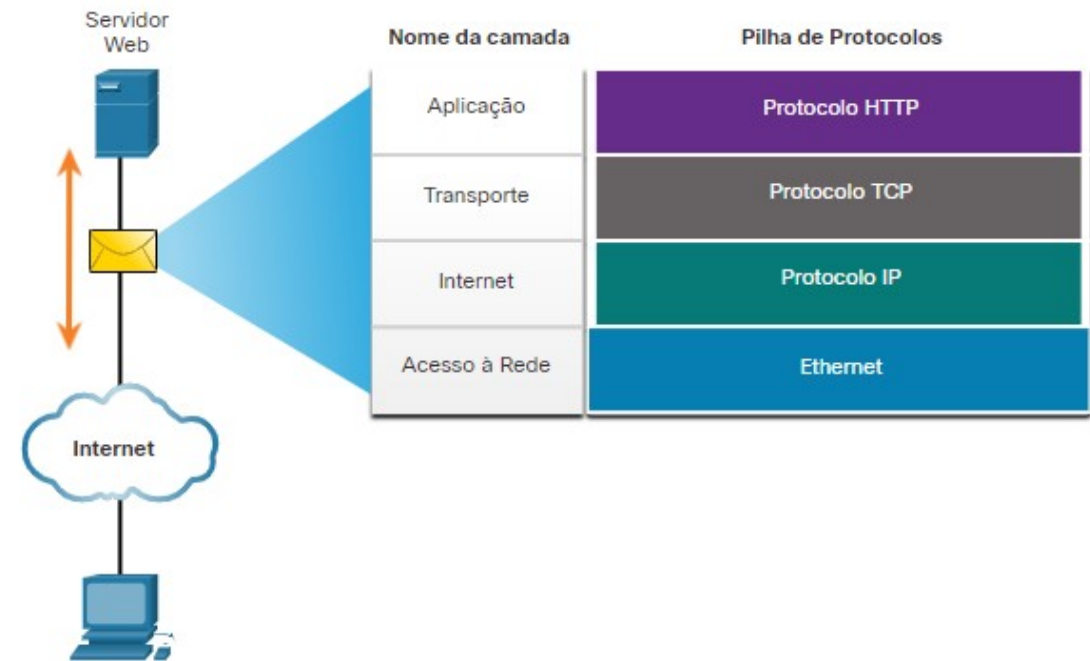 Servidor
Web
Nome da camada
Pilha de Protocolos
Aplicação
Protocolo HTTP
Transporte
Protocolo TCP
Internet
Protocolo IP
Acesso à Rede
Ethernet
Internet